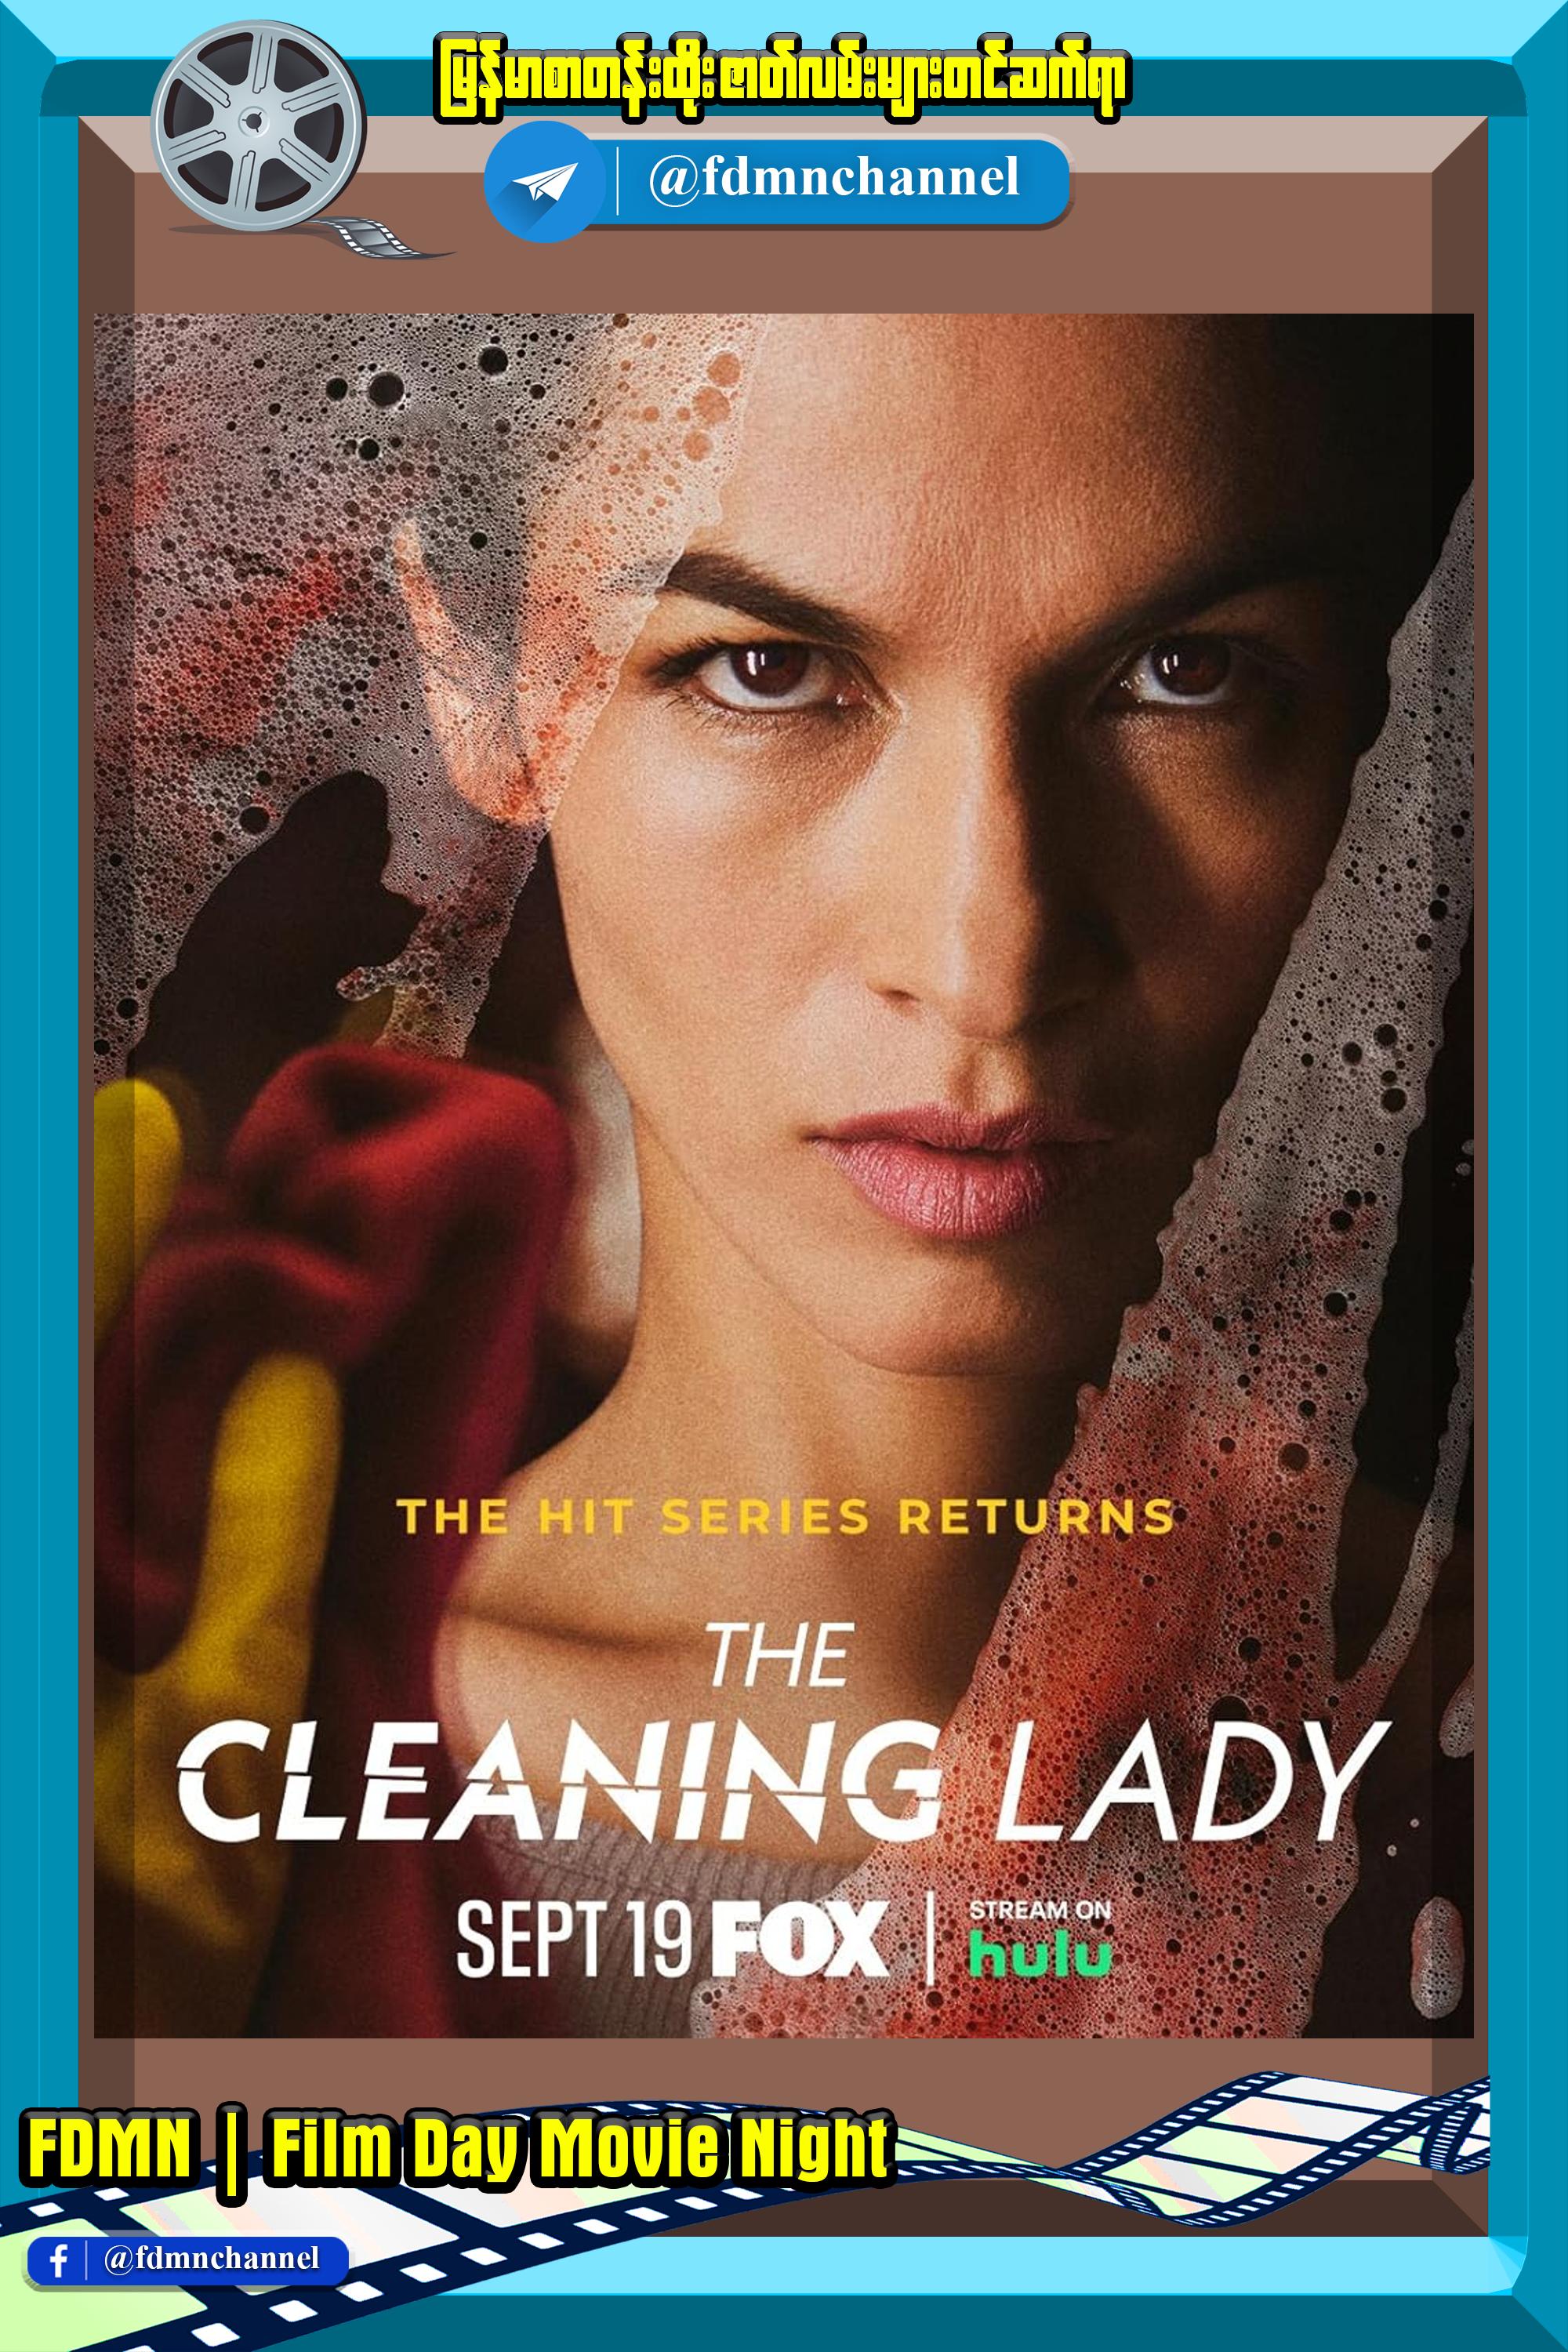 မြန်မာစာတန်းထိုးဇာတ်လမ်းများတင်ဆက်ရာ
@fdmnchannel
THE HIT SERIES RETURNS
THE
CLEANING LADY
SEPT 19 FOX | STREAM ON
hulu
FDMN | Film Day Movie Night
f | @fdmnchannel